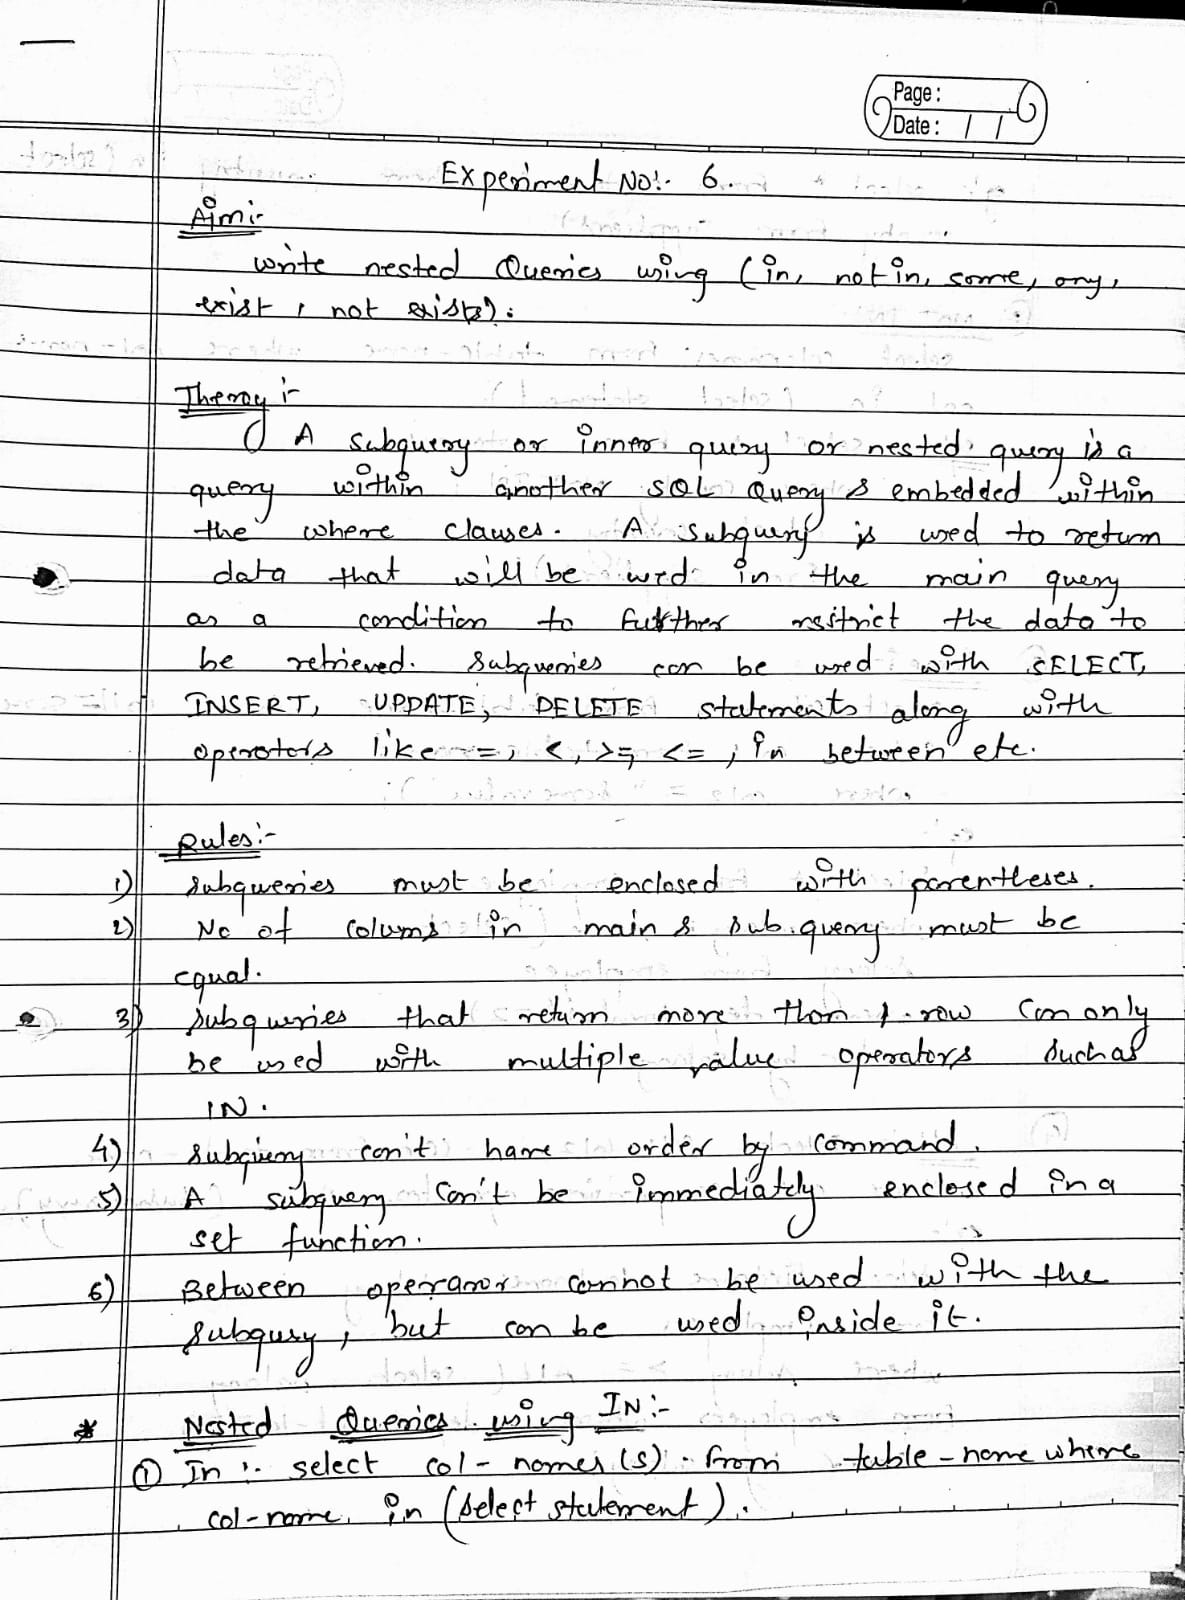 Page :
Date : / /
Experiment No:- 6.
Aim:-
Write nested Queries using (in, not in, some, any,
exist, not exists).
Theroy :-
A subquery or inner query or nested query is a
query within another SQL Query & embedded within
the where clauses. A subquery is used to return
data that will be used in the main query
as a condition to further restrict the data to
be retrieved. Subqueries can be used with SELECT,
INSERT, UPDATE, DELETE statements along with
operators like =, <, >=, <=, in between etc.
Rules:-
1) Subqueries must be enclosed with parentheses.
2) No of colums in main & sub query must be
equal.
3) Subqueries that return more than 1 row can only
be used with multiple value operators such as
IN.
4) Subquery can't have order by command.
5) A subquery can't be immediately enclosed in a
set function.
6) Between operator cannot be used with the
subquery, but can be used inside it.
* Nested Queries using IN:-
① In :- select col-names(s) from table-name where
col-name in (select statement).